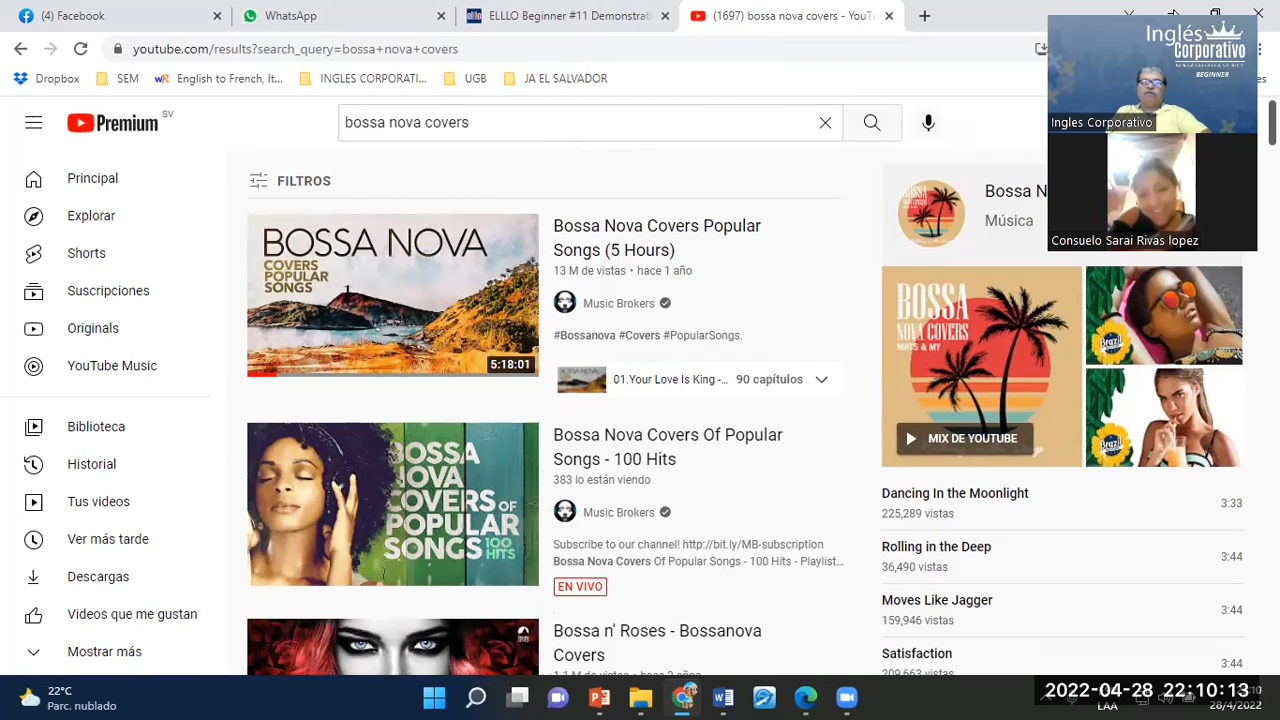 (4) Facebook
WhatsApp
ELLLO Beginner #11 Demonstrat
(1697) bossa nova covers - YouTu
youtube.com/results?search_query=bossa+nova+covers
Dropbox
SEM
English to French, It...
INGLES CORPORATI...
UGB
JA EL SALVADOR
Inglés
Corporativo
BEGINNER
Ingles Corporativo
Consuelo Sarai Rivas lopez
Premium SV
bossa nova covers
Principal
Explorar
Shorts
Suscripciones
Originals
YouTube Music
Biblioteca
Historial
Tus videos
Ver más tarde
Descargas
Videos que me gustan
Mostrar más
FILTROS
BOSSA NOVA
COVERS
POPULAR
SONGS
5:18:01
Bossa Nova Covers Popular
Songs (5 Hours)
13 M de vistas • hace 1 año
Music Brokers
#Bossanova #Covers #PopularSongs.
01.Your Love Is King -... 90 capítulos
BOSSA
NOVA
COVERS OF
POPULAR
SONGS 100
HITS
Bossa Nova Covers Of Popular
Songs - 100 Hits
383 lo están viendo
Music Brokers
Subscribe to our channel! http://bit.ly/MB-subscription
Bossa Nova Covers Of Popular Songs - 100 Hits - Playlist...
EN VIVO
Bossa n' Roses - Bossanova
Covers
Bossa N
Música
BOSSA
NOVA COVERS
MATS & MY
MIX DE YOUTUBE
Brazil
Brazil
Dancing In the Moonlight
225,289 vistas
3:33
Rolling in the Deep
36,490 vistas
3:44
Moves Like Jagger
159,946 vistas
3:44
Satisfaction
209,663 vistas
3:44
22°C
Parc. nublado
2022-04-28 22:10:13
LAA
28/4/2022